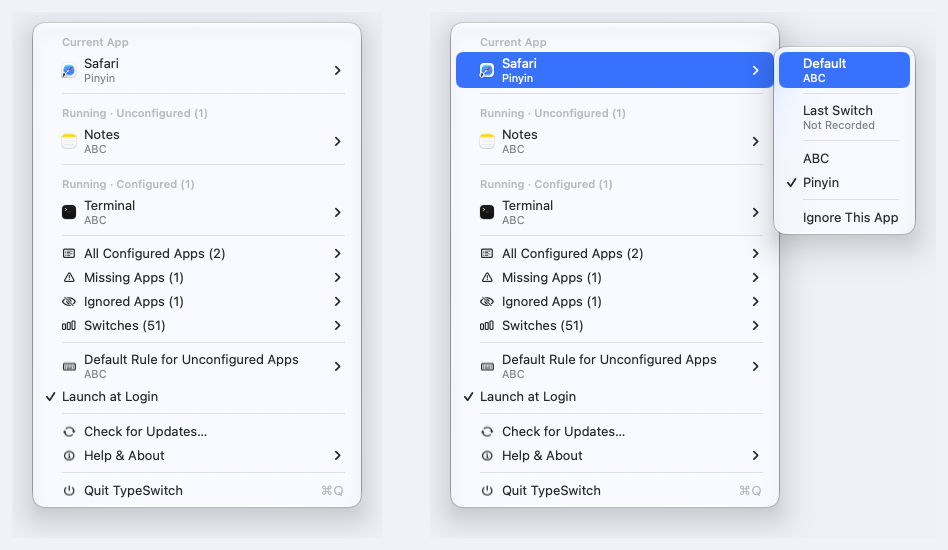 Current App
Safari
Pinyin
Running · Unconfigured (1)
Notes
ABC
Running · Configured (1)
Terminal
ABC
All Configured Apps (2)
Missing Apps (1)
Ignored Apps (1)
Switches (51)
Default Rule for Unconfigured Apps
ABC
Launch at Login
Check for Updates...
Help & About
Quit TypeSwitch ⌘Q
Current App
Safari
Pinyin
Running · Unconfigured (1)
Notes
ABC
Running · Configured (1)
Terminal
ABC
All Configured Apps (2)
Missing Apps (1)
Ignored Apps (1)
Switches (51)
Default Rule for Unconfigured Apps
ABC
Launch at Login
Check for Updates...
Help & About
Quit TypeSwitch ⌘Q
Default
ABC
Last Switch
Not Recorded
ABC
Pinyin
Ignore This App